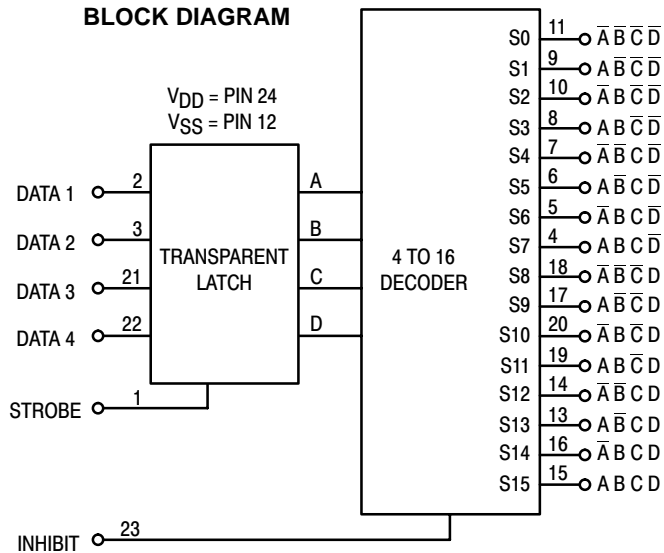 BLOCK DIAGRAM
V_DD = PIN 24
V_SS = PIN 12
DATA 1 2
DATA 2 3
DATA 3 21
DATA 4 22
STROBE 1
INHIBIT 23
TRANSPARENT
LATCH
A
B
C
D
4 TO 16
DECODER
S0 11 A̅ B̅ C̅ D̅
S1 9 A B̅ C̅ D̅
S2 10 A̅ B C̅ D̅
S3 8 A B C̅ D̅
S4 7 A̅ B̅ C D̅
S5 6 A B̅ C D̅
S6 5 A̅ B C D̅
S7 4 A B C D̅
S8 18 A̅ B̅ C̅ D
S9 17 A B̅ C̅ D
S10 20 A̅ B C̅ D
S11 19 A B C̅ D
S12 14 A̅ B̅ C D
S13 13 A B̅ C D
S14 16 A̅ B C D
S15 15 A B C D